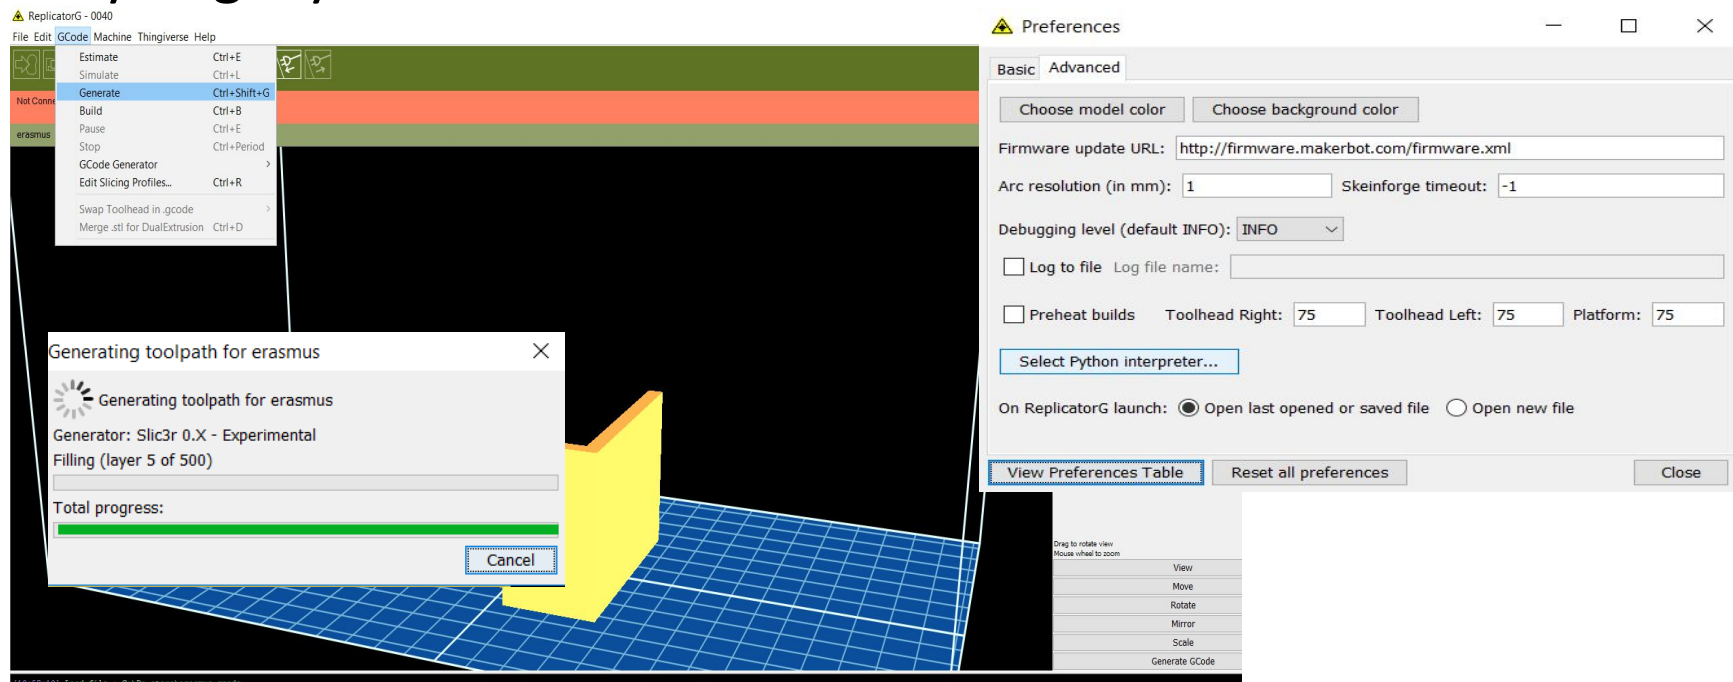 ReplicatorG - 0040
File Edit GCode Machine Thingiverse Help
Estimate Ctrl+E
Simulate Ctrl+L
Generate Ctrl+Shift+G
Build Ctrl+B
Pause Ctrl+E
Stop Ctrl+Period
GCode Generator
Edit Slicing Profiles... Ctrl+R
Swap Toolhead in .gcode
Merge .stl for DualExtrusion Ctrl+D
Not Conne
erasmus
Generating toolpath for erasmus
Generating toolpath for erasmus
Generator: Slic3r 0.X - Experimental
Filling (layer 5 of 500)
Total progress:
Cancel
Preferences
Basic Advanced
Choose model color Choose background color
Firmware update URL: http://firmware.makerbot.com/firmware.xml
Arc resolution (in mm): 1 Skeinforge timeout: -1
Debugging level (default INFO): INFO
Log to file Log file name:
Preheat builds Toolhead Right: 75 Toolhead Left: 75 Platform: 75
Select Python interpreter...
On ReplicatorG launch: Open last opened or saved file Open new file
View Preferences Table Reset all preferences Close
Drag to rotate view
Mouse wheel to zoom
View
Move
Rotate
Mirror
Scale
Generate GCode